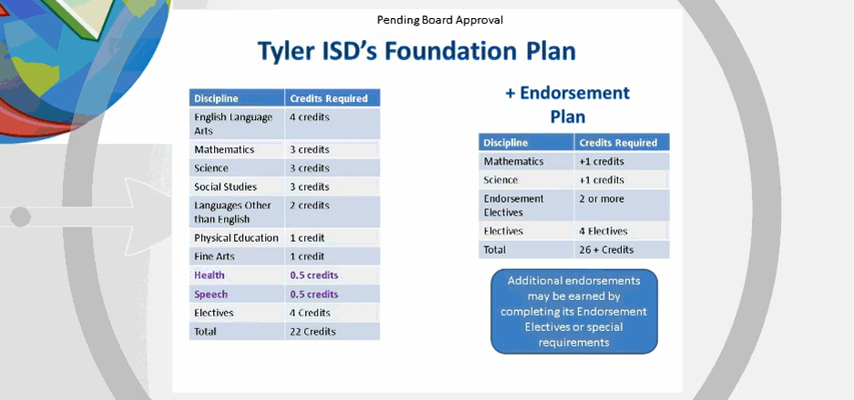 Pending Board Approval
Tyler ISD's Foundation Plan
Discipline Credits Required
English Language 4 credits
Arts
Mathematics 3 credits
Science 3 credits
Social Studies 3 credits
Languages Other 2 credits
than English
Physical Education 1 credit
Fine Arts 1 credit
Health 0.5 credits
Speech 0.5 credits
Electives 4 Credits
Total 22 Credits
+ Endorsement
Plan
Discipline Credits Required
Mathematics +1 credits
Science +1 credits
Endorsement 2 or more
Electives
Electives 4 Electives
Total 26 + Credits
Additional endorsements
may be earned by
completing its Endorsement
Electives or special
requirements